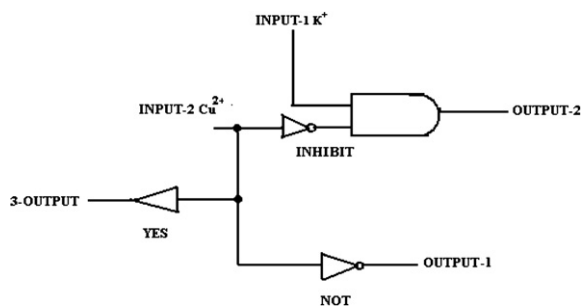 INPUT-1 K+
INPUT-2 Cu2+
OUTPUT-2
INHIBIT
3-OUTPUT
YES
OUTPUT-1
NOT